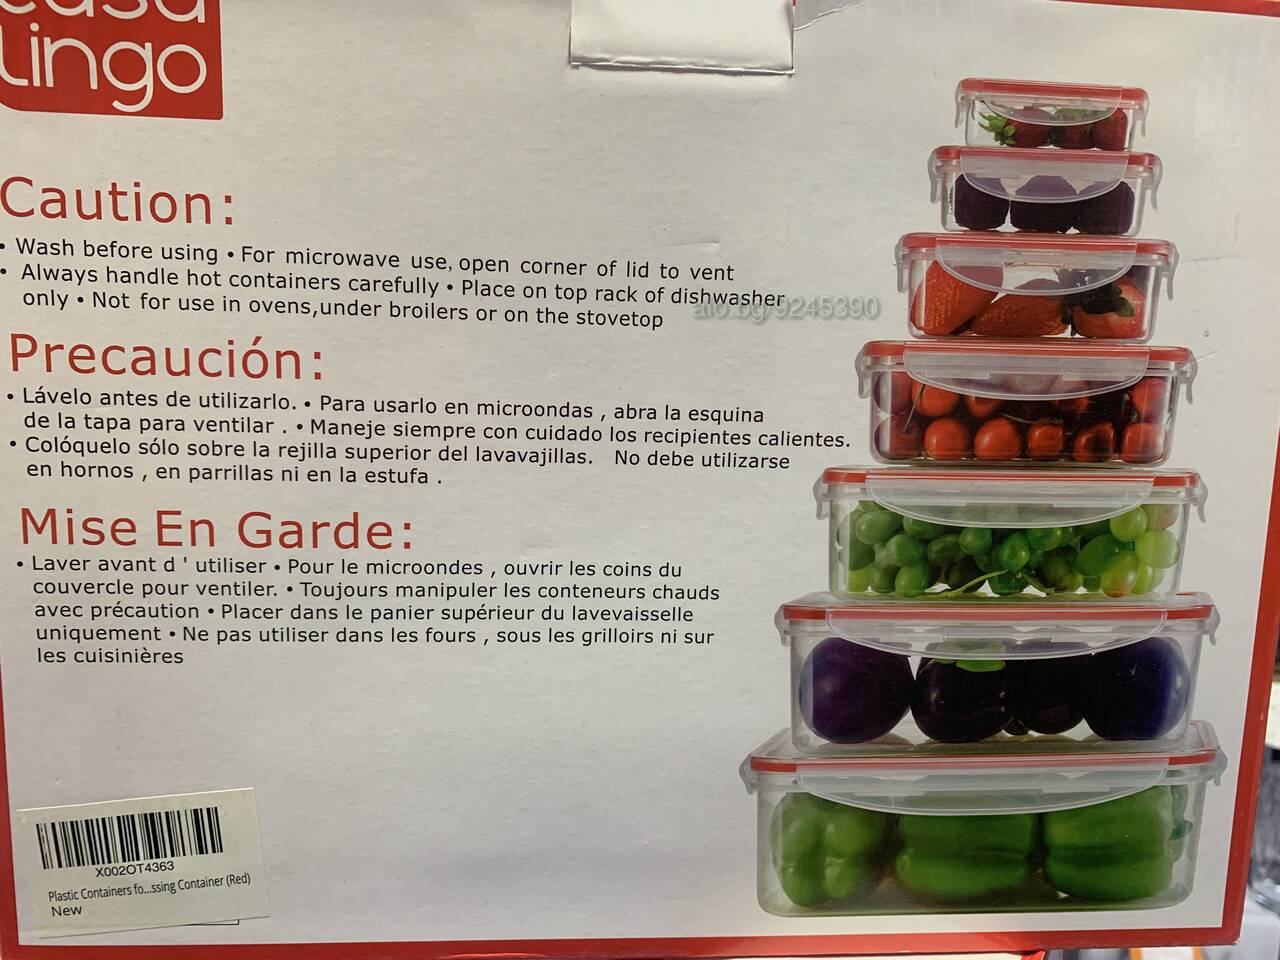 casa
lingo
Caution:
• Wash before using • For microwave use, open corner of lid to vent
• Always handle hot containers carefully • Place on top rack of dishwasher
only • Not for use in ovens,under broilers or on the stovetop
alo.bg/9245390
Precaución:
• Lávelo antes de utilizarlo. • Para usarlo en microondas , abra la esquina
de la tapa para ventilar . • Maneje siempre con cuidado los recipientes calientes.
• Colóquelo sólo sobre la rejilla superior del lavavajillas. No debe utilizarse
en hornos , en parrillas ni en la estufa .
Mise En Garde:
• Laver avant d ' utiliser • Pour le microondes , ouvrir les coins du
couvercle pour ventiler. • Toujours manipuler les conteneurs chauds
avec précaution • Placer dans le panier supérieur du lavevaisselle
uniquement • Ne pas utiliser dans les fours , sous les grilloirs ni sur
les cuisinières
X002OT4363
Plastic Containers fo...ssing Container (Red)
New